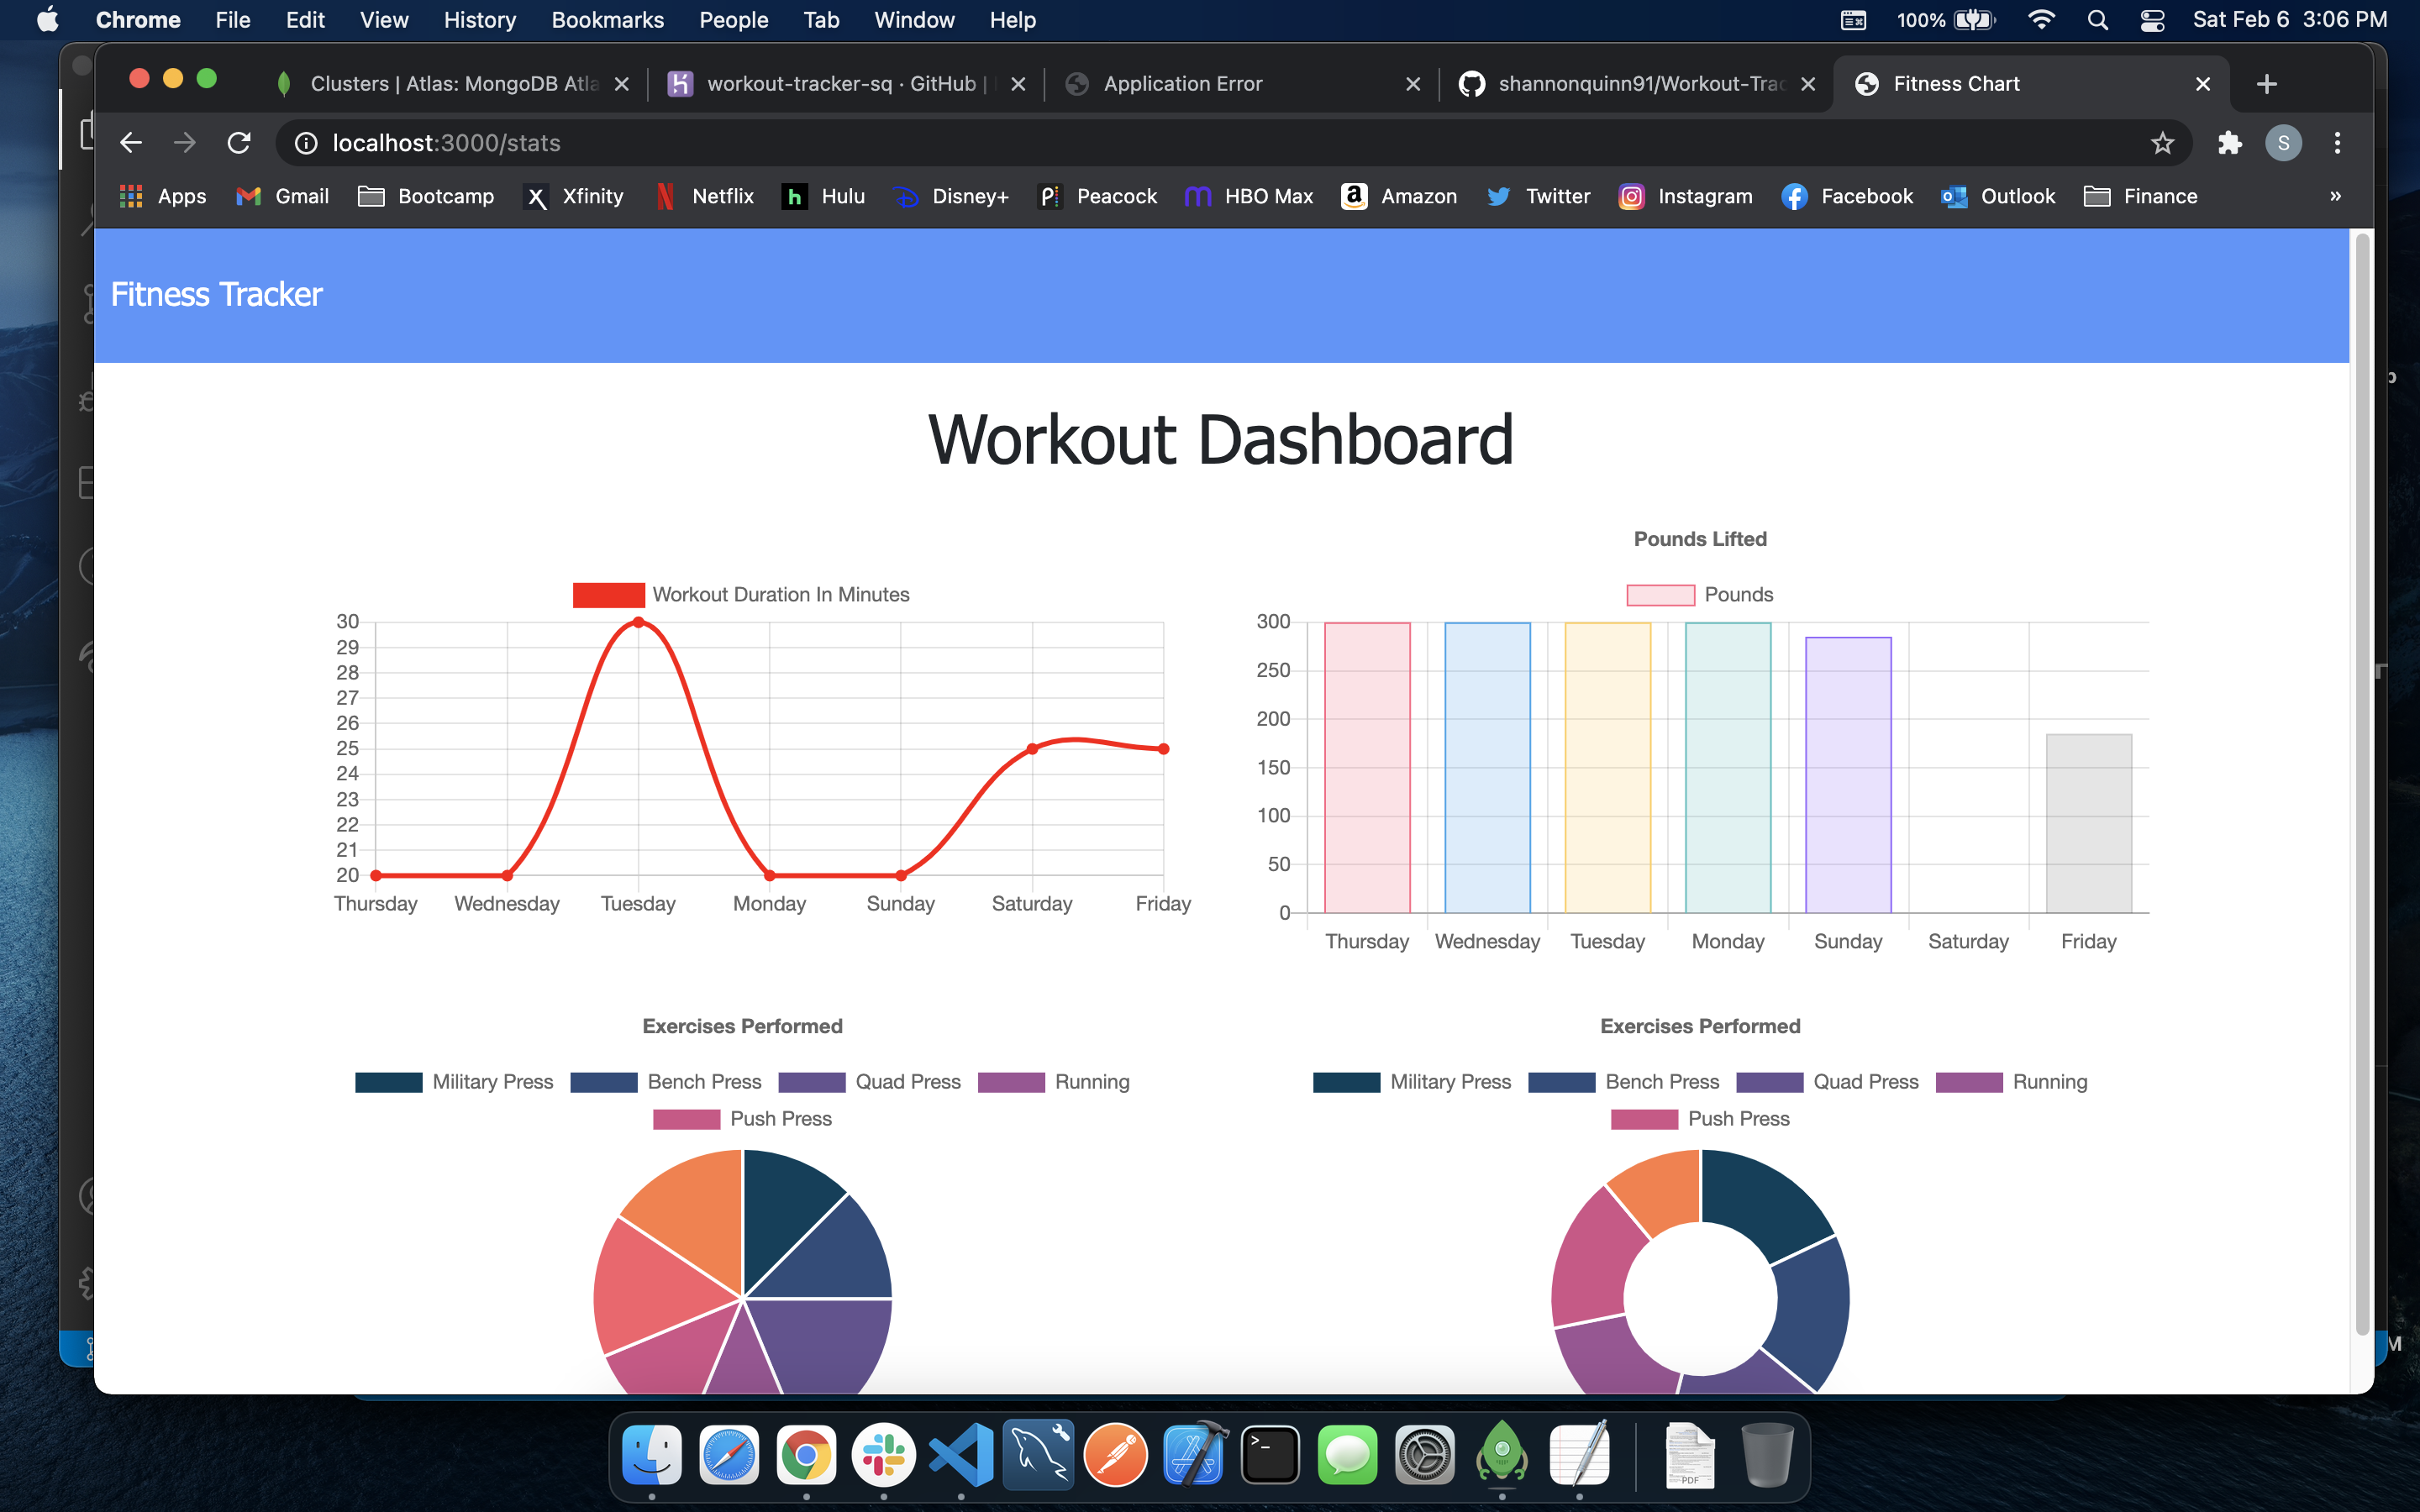 Chrome File Edit View History Bookmarks People Tab Window Help 100% Sat Feb 6 3:06 PM
Clusters | Atlas: MongoDB Atla workout-tracker-sq · GitHub | Application Error shannonquinn91/Workout-Trac Fitness Chart
localhost:3000/stats S
Apps Gmail Bootcamp Xfinity Netflix Hulu Disney+ Peacock HBO Max Amazon Twitter Instagram Facebook Outlook Finance »
Fitness Tracker
Workout Dashboard
Workout Duration In Minutes
30
29
28
27
26
25
24
23
22
21
20
Thursday Wednesday Tuesday Monday Sunday Saturday Friday
Pounds Lifted
Pounds
300
250
200
150
100
50
0
Thursday Wednesday Tuesday Monday Sunday Saturday Friday
Exercises Performed
Military Press Bench Press Quad Press Running
Push Press
Exercises Performed
Military Press Bench Press Quad Press Running
Push Press
PDF